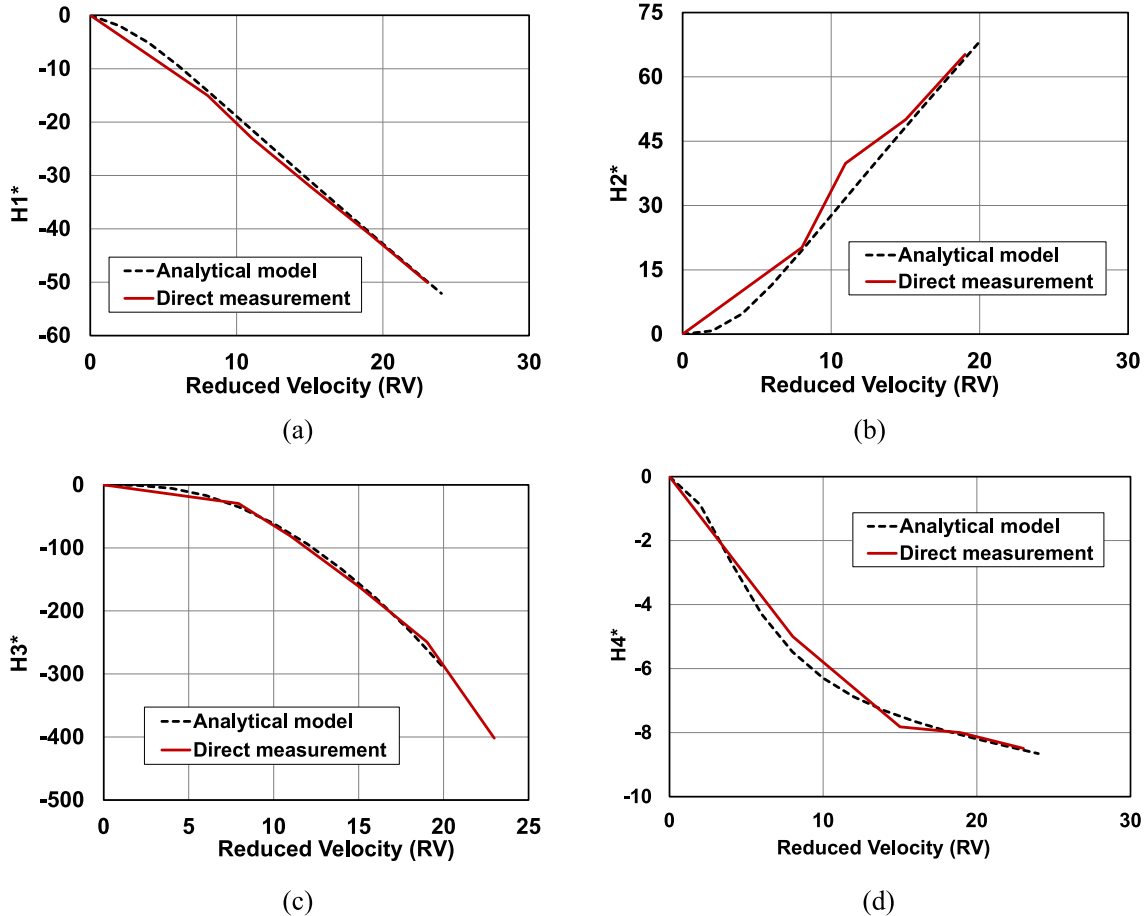 0
-10
-20
-30
-40
-50
-60
H1*
Analytical model
Direct measurement
0 10 20 30
Reduced Velocity (RV)
(a)
75
60
45
30
15
0
H2*
Analytical model
Direct measurement
0 10 20 30
Reduced Velocity (RV)
(b)
0
-100
-200
-300
-400
-500
H3*
Analytical model
Direct measurement
0 5 10 15 20 25
Reduced Velocity (RV)
(c)
0
-2
-4
-6
-8
-10
H4*
Analytical model
Direct measurement
0 10 20 30
Reduced Velocity (RV)
(d)